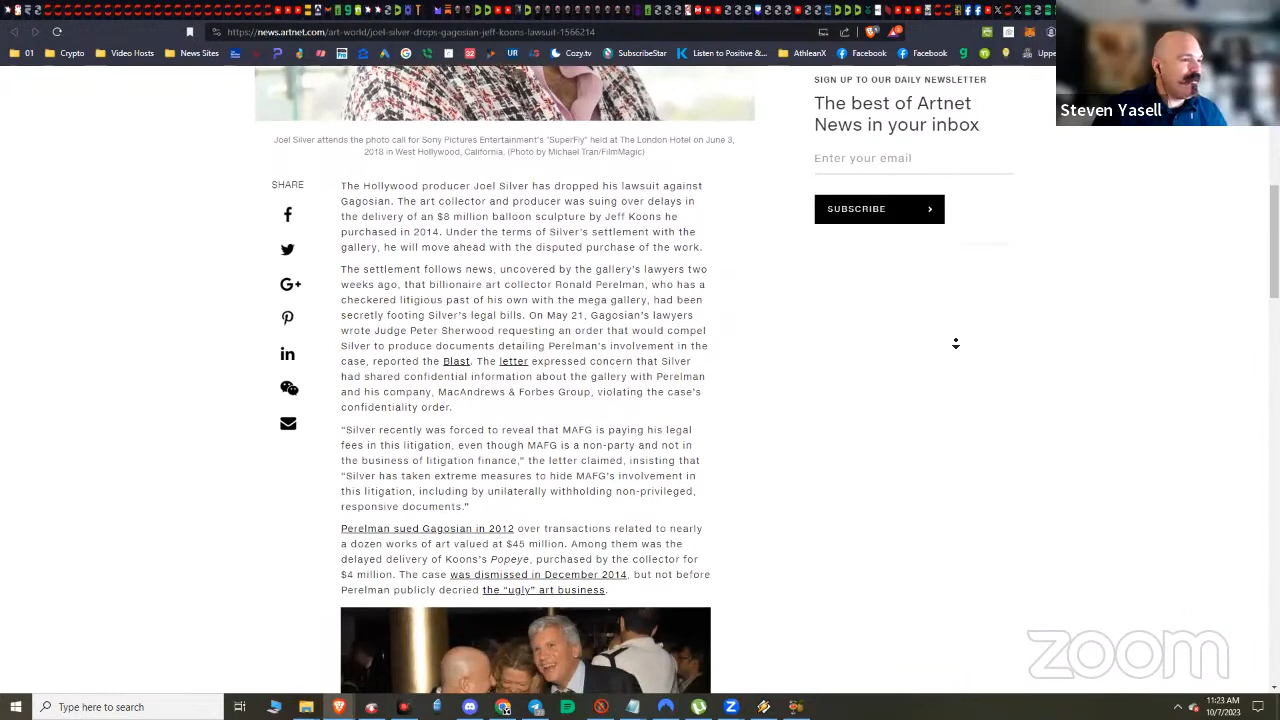 https://news.artnet.com/art-world/joel-silver-drops-gagosian-jeff-koons-lawsuit-1566214
01
Crypto
Video Hosts
News Sites
Cozy.tv
SubscribeStar
Listen to Positive &...
AthleanX
Facebook
Facebook
Uppe
Steven Yasell
SIGN UP TO OUR DAILY NEWSLETTER
The best of Artnet
News in your inbox
Enter your email
SUBSCRIBE
Joel Silver attends the photo call for Sony Pictures Entertainment's "SuperFly" held at The London Hotel on June 3,
2018 in West Hollywood, California. (Photo by Michael Tran/FilmMagic)
SHARE
The Hollywood producer Joel Silver has dropped his lawsuit against
Gagosian. The art collector and producer was suing over delays in
the delivery of an $8 million balloon sculpture by Jeff Koons he
purchased in 2014. Under the terms of Silver's settlement with the
gallery, he will move ahead with the disputed purchase of the work.
The settlement follows news, uncovered by the gallery's lawyers two
weeks ago, that billionaire art collector Ronald Perelman, who has a
checkered litigious past of his own with the mega gallery, had been
secretly footing Silver's legal bills. On May 21, Gagosian's lawyers
wrote Judge Peter Sherwood requesting an order that would compel
Silver to produce documents detailing Perelman's involvement in the
case, reported the Blast. The letter expressed concern that Silver
had shared confidential information about the gallery with Perelman
and his company, MacAndrews & Forbes Group, violating the case's
confidentiality order.
“Silver recently was forced to reveal that MAFG is paying his legal
fees in this litigation, even though MAFG is a non-party and not in
the business of litigation finance,” the letter claimed, insisting that
“Silver has taken extreme measures to hide MAFG's involvement in
this litigation, including by unilaterally withholding non-privileged,
responsive documents.”
Perelman sued Gagosian in 2012 over transactions related to nearly
a dozen works of art valued at $45 million. Among them was the
delayed delivery of Koons's Popeye, purchased by the collector for
$4 million. The case was dismissed in December 2014, but not before
Perelman publicly decried the “ugly” art business.
zoom
Type here to search
11:23 AM
10/7/2023